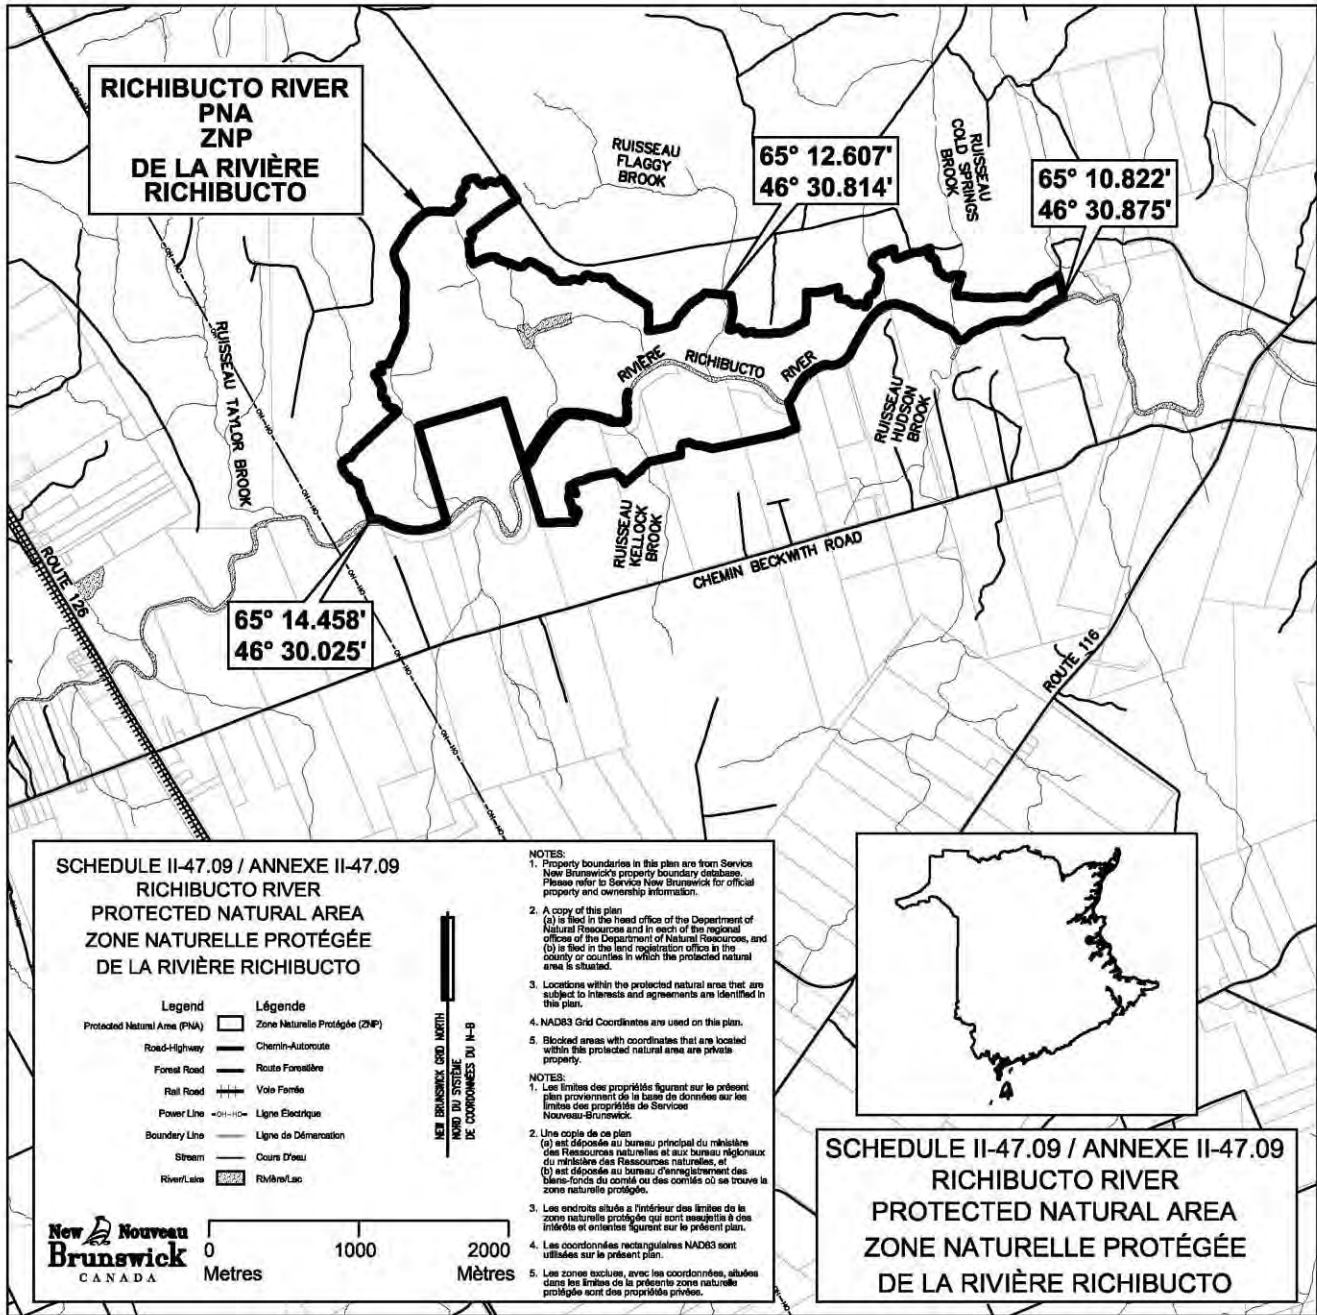 RICHIBUCTO RIVER
PNA
ZNP
DE LA RIVIÈRE
RICHIBUCTO
RUISSEAU
FLAGGY
BROOK
65° 12.607'
46° 30.814'
RUISSEAU
COLD SPRINGS
BROOK
65° 10.822'
46° 30.875'
RUISSEAU TAYLOR BROOK
RIVIÈRE
RICHIBUCTO
RIVER
RUISSEAU
HUDSON
BROOK
RUISSEAU
KELLOCK
BROOK
CHEMIN BECKWITH ROAD
ROUTE 126
65° 14.458'
46° 30.025'
ROUTE 116
SCHEDULE II-47.09 / ANNEXE II-47.09
RICHIBUCTO RIVER
PROTECTED NATURAL AREA
ZONE NATURELLE PROTÉGÉE
DE LA RIVIÈRE RICHIBUCTO
Legend Légende
Protected Natural Area (PNA) Zone Naturelle Protégée (ZNP)
Road-Highway Chemin-Autoroute
Forest Road Route Forestière
Rail Road Voie Ferrée
Power Line -OH-HO- Ligne Électrique
Boundary Line Ligne de Démarcation
Stream Cours D'eau
River/Lake Rivière/Lac
NEW BRUNSWICK GRID NORTH
NORD DU SYSTÈME
DE COORDONNÉES DU N-B
New Nouveau
Brunswick
CANADA
0 1000 2000
Metres Mètres
NOTES:
1. Property boundaries in this plan are from Service
New Brunswick's property boundary database.
Please refer to Service New Brunswick for official
property and ownership information.
2. A copy of this plan
(a) is filed in the head office of the Department of
Natural Resources and in each of the regional
offices of the Department of Natural Resources, and
(b) is filed in the land registration office in the
county or counties in which the protected natural
area is situated.
3. Locations within the protected natural area that are
subject to interests and agreements are identified in
this plan.
4. NAD83 Grid Coordinates are used on this plan.
5. Blocked areas with coordinates that are located
within this protected natural area are private
property.
NOTES:
1. Les limites des propriétés figurant sur le présent
plan proviennent de la base de données sur les
limites des propriétés de Services
Nouveau-Brunswick.
2. Une copie de ce plan
(a) est déposée au bureau principal du ministère
des Ressources naturelles et aux bureau régionaux
du ministère des Ressources naturelles, et
(b) est déposée au bureau d'enregistrement des
biens-fonds du comté ou des comtés où se trouve la
zone naturelle protégée.
3. Les endroits situés a l'intérieur des limites de la
zone naturelle protégée qui sont assujettis à des
intérêts et ententes figurent sur le présent plan.
4. Les coordonnées rectangulaires NAD83 sont
utilisées sur le présent plan.
5. Les zones exclues, avec les coordonnées, situées
dans les limites de la présente zone naturelle
protégée sont des propriétés privées.
SCHEDULE II-47.09 / ANNEXE II-47.09
RICHIBUCTO RIVER
PROTECTED NATURAL AREA
ZONE NATURELLE PROTÉGÉE
DE LA RIVIÈRE RICHIBUCTO